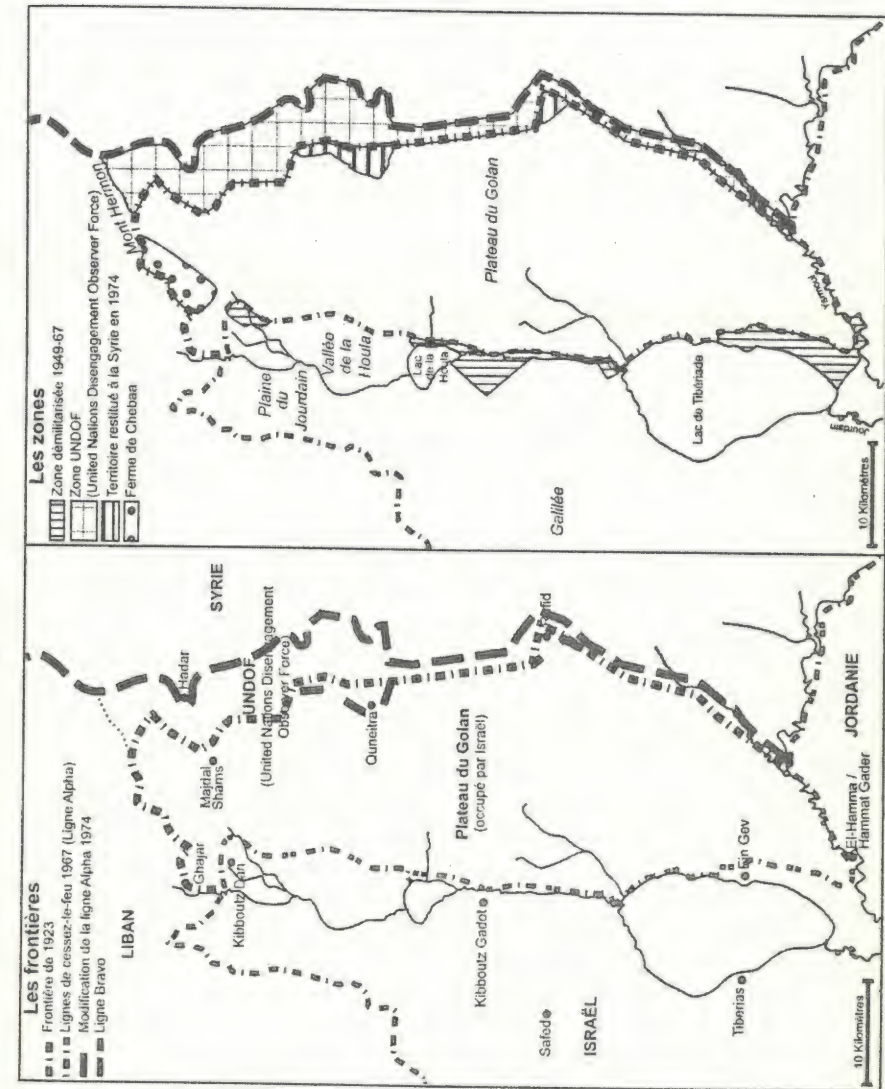 Les frontières
Frontière de 1923
Lignes de cessez-le-feu 1967 (Ligne Alpha)
Modification de la ligne Alpha 1974
Ligne Bravo
LIBAN
SYRIE
Hadar
UNDOF
(United Nations Disengagement
Observer Force)
Majdal
Shams
Ghajar
Kibboutz Dan
Quneitra
Plateau du Golan
(occupé par Israël)
Kibboutz Gadot
Safed
ISRAËL
Ein Gev
Tiberias
El-Hamma /
Hammat Gader
JORDANIE
10 Kilomètres
Les zones
Zone démilitarisée 1949-67
Zone UNDOF
(United Nations Disengagement Observer Force)
Territoire restitué à la Syrie en 1974
Ferme de Chebaa
Mont Hermon
Plaine
du
Jourdain
Vallée
de la
Houla
Lac
de la
Houla
Plateau du Golan
Galilée
Lac de Tibériade
Jourdain
10 Kilomètres